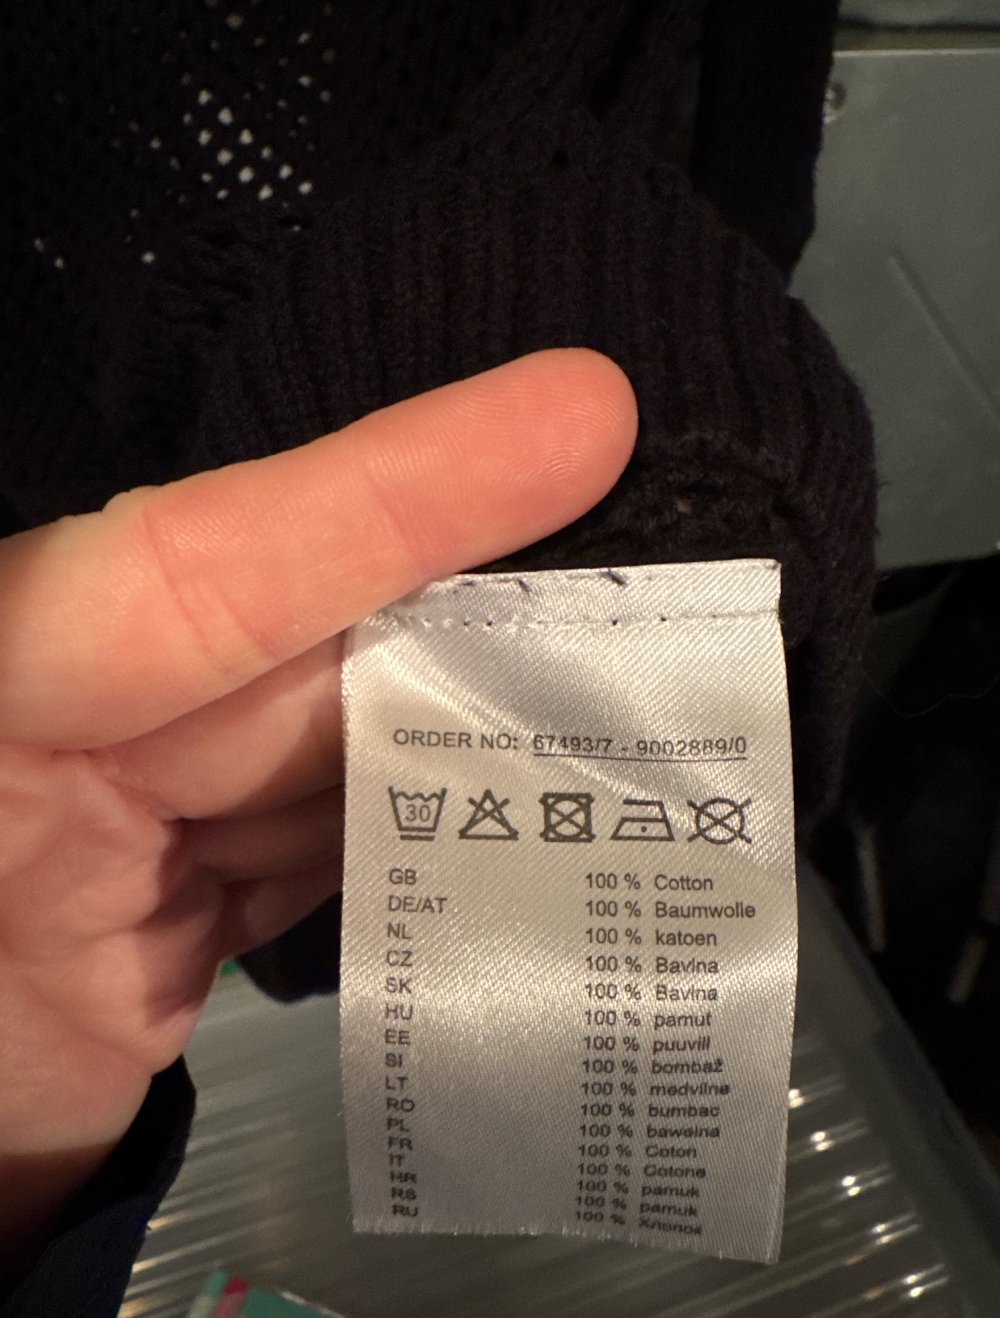 ORDER NO: 67493/7 - 9002889/0
30
GB 100 % Cotton
DE/AT 100 % Baumwolle
NL 100 % katoen
CZ 100 % Bavlna
SK 100 % Bavlna
HU 100 % pamut
EE 100 % puuvill
SI 100 % bombaž
LT 100 % medvilnė
RO 100 % bumbac
PL 100 % bawełna
FR 100 % Coton
IT 100 % Cotone
HR 100 % pamuk
RS 100 % pamuk
RU 100 % Хлопок